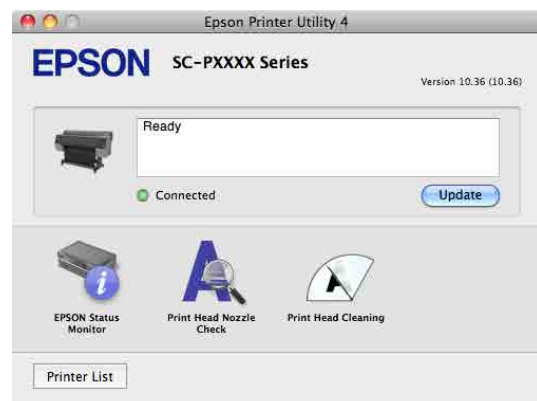 Epson Printer Utility 4
EPSON SC-PXXXX Series
Version 10.36 (10.36)
Ready
Connected
Update
EPSON Status
Monitor
Print Head Nozzle
Check
Print Head Cleaning
Printer List